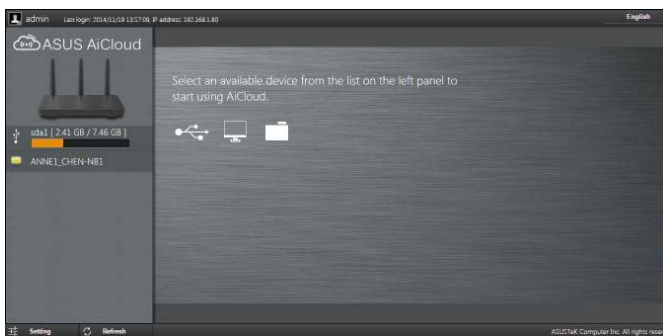 admin Last login: 2014/11/18 13:57:09, IP address: 192.168.1.80
English
ASUS AiCloud
Select an available device from the list on the left panel to
start using AiCloud.
sda1 [ 2.41 GB / 7.46 GB ]
ANNE1_CHEN-NB1
Setting Refresh
ASUSTeK Computer Inc. All rights reser